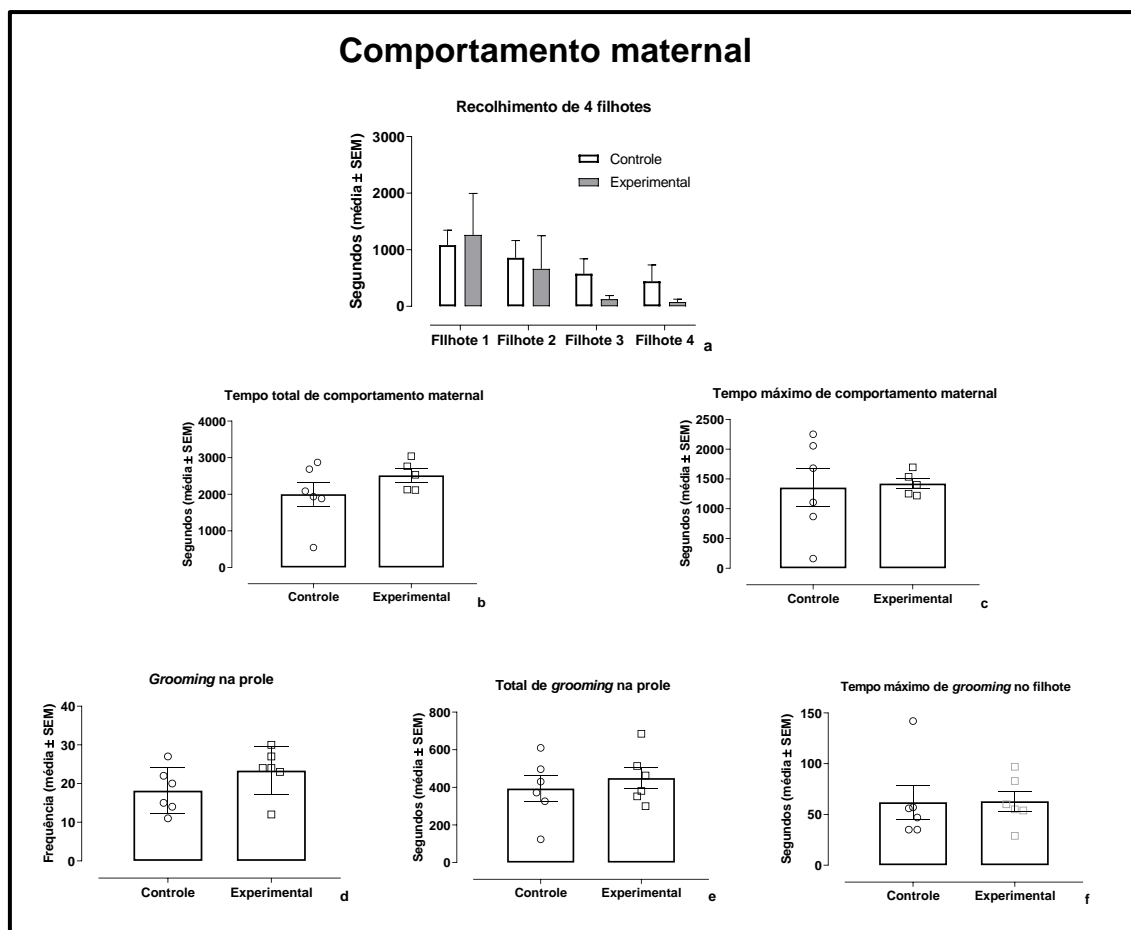 Comportamento maternal
Recolhimento de 4 filhotes
Segundos (média ± SEM)
3000
2000
1000
0
Controle
Experimental
FIlhote 1 Filhote 2 Filhote 3 Filhote 4
a
Tempo total de comportamento maternal
Segundos (média ± SEM)
4000
3000
2000
1000
0
Controle Experimental
b
Tempo máximo de comportamento maternal
Segundos (média ± SEM)
2500
2000
1500
1000
500
0
Controle Experimental
c
Grooming na prole
Frequência (média ± SEM)
40
30
20
10
0
Controle Experimental
d
Total de grooming na prole
Segundos (média ± SEM)
800
600
400
200
0
Controle Experimental
e
Tempo máximo de grooming no filhote
Segundos (média ± SEM)
150
100
50
0
Controle Experimental
f